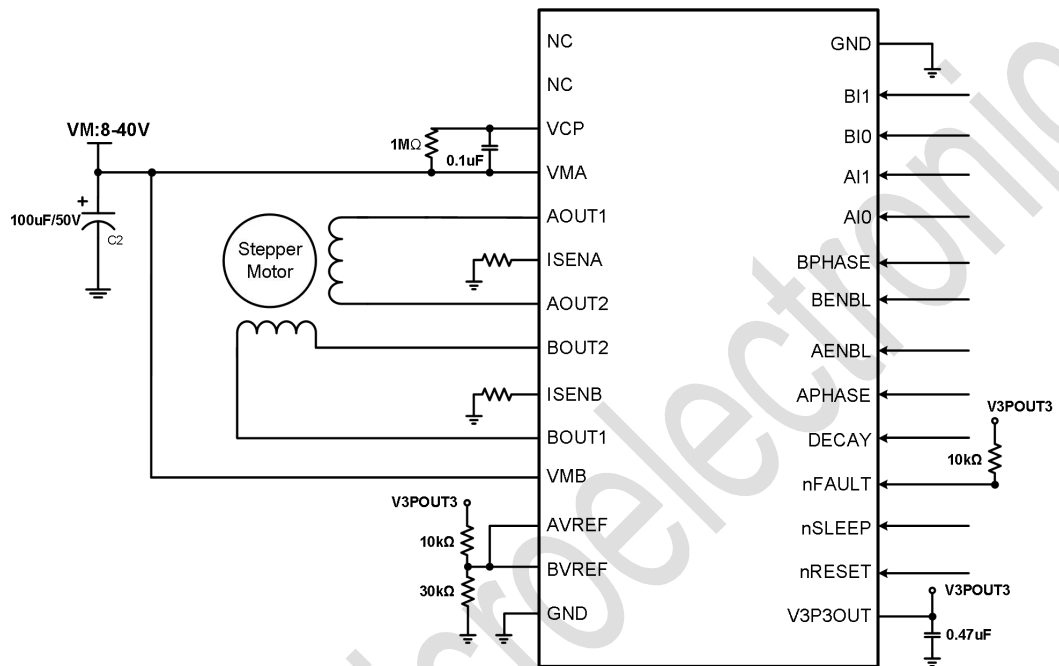 NC
GND
NC
BI1
VM:8-40V
VCP
BI0
1MΩ
0.1uF
VMA
AI1
+
100uF/50V
C2
AOUT1
AI0
Stepper
Motor
ISENA
BPHASE
AOUT2
BENBL
BOUT2
AENBL
ISENB
APHASE
V3POUT3
BOUT1
DECAY
10kΩ
VMB
nFAULT
V3POUT3
AVREF
nSLEEP
10kΩ
BVREF
nRESET
30kΩ
V3POUT3
GND
V3P3OUT
0.47uF
croelectronic